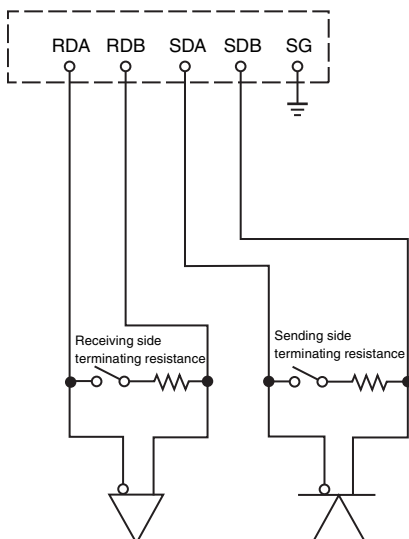 RDA RDB SDA SDB SG
Receiving side
terminating resistance
Sending side
terminating resistance